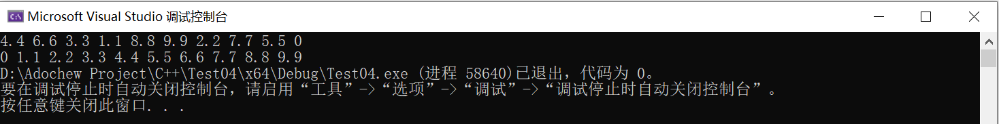 Microsoft Visual Studio 调试控制台
4.4 6.6 3.3 1.1 8.8 9.9 2.2 7.7 5.5 0
0 1.1 2.2 3.3 4.4 5.5 6.6 7.7 8.8 9.9
D:\Adochew Project\C++\Test04\x64\Debug\Test04.exe (进程 58640)已退出，代码为 0。
要在调试停止时自动关闭控制台，请启用“工具”->“选项”->“调试”->“调试停止时自动关闭控制台”。
按任意键关闭此窗口. . .